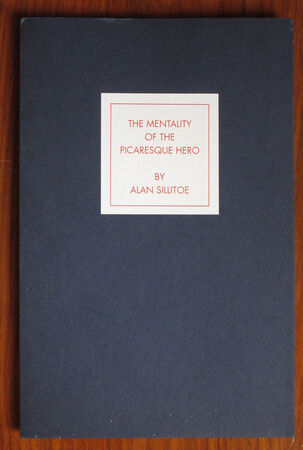 THE MENTALITY
OF THE
PICARESQUE HERO
BY
ALAN SILLITOE